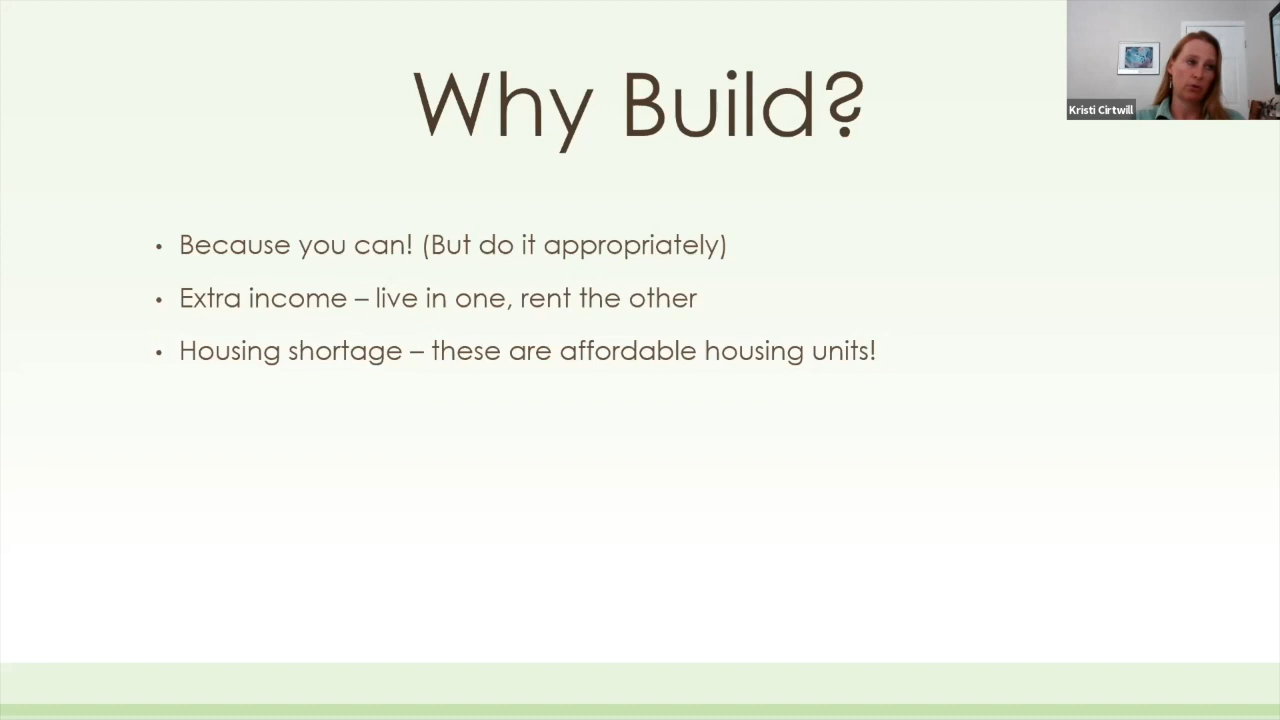 Why Build?
Kristi Cirtwill
• Because you can! (But do it appropriately)
• Extra income – live in one, rent the other
• Housing shortage – these are affordable housing units!